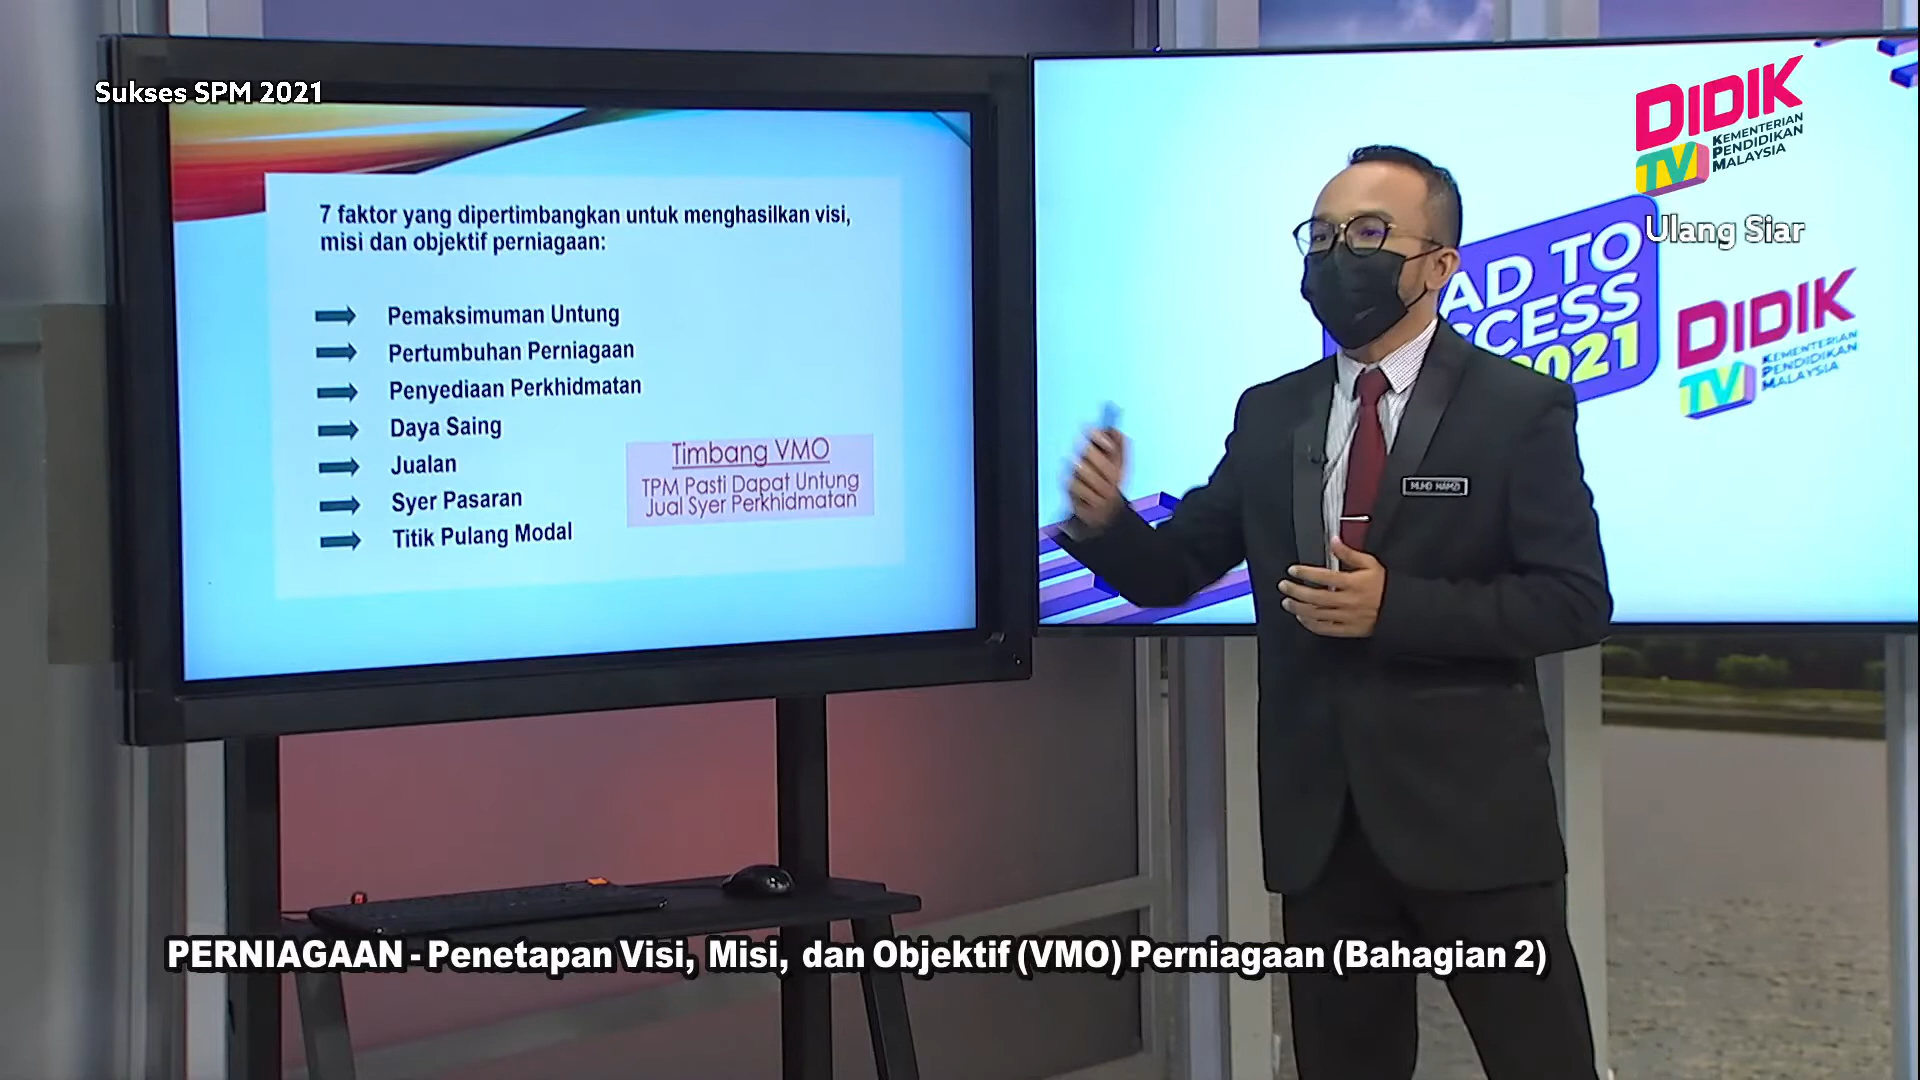 Sukses SPM 2021
7 faktor yang dipertimbangkan untuk menghasilkan visi,
misi dan objektif perniagaan:
Pemaksimuman Untung
Pertumbuhan Perniagaan
Penyediaan Perkhidmatan
Daya Saing
Jualan
Syer Pasaran
Titik Pulang Modal
Timbang VMO
TPM Pasti Dapat Untung
Jual Syer Perkhidmatan
DIDIK
TV
KEMENTERIAN
PENDIDIKAN
MALAYSIA
Ulang Siar
AD TO
CCESS
2021
DIDIK
TV
KEMENTERIAN
PENDIDIKAN
MALAYSIA
MUHD HAMZI
PERNIAGAAN - Penetapan Visi, Misi, dan Objektif (VMO) Perniagaan (Bahagian 2)